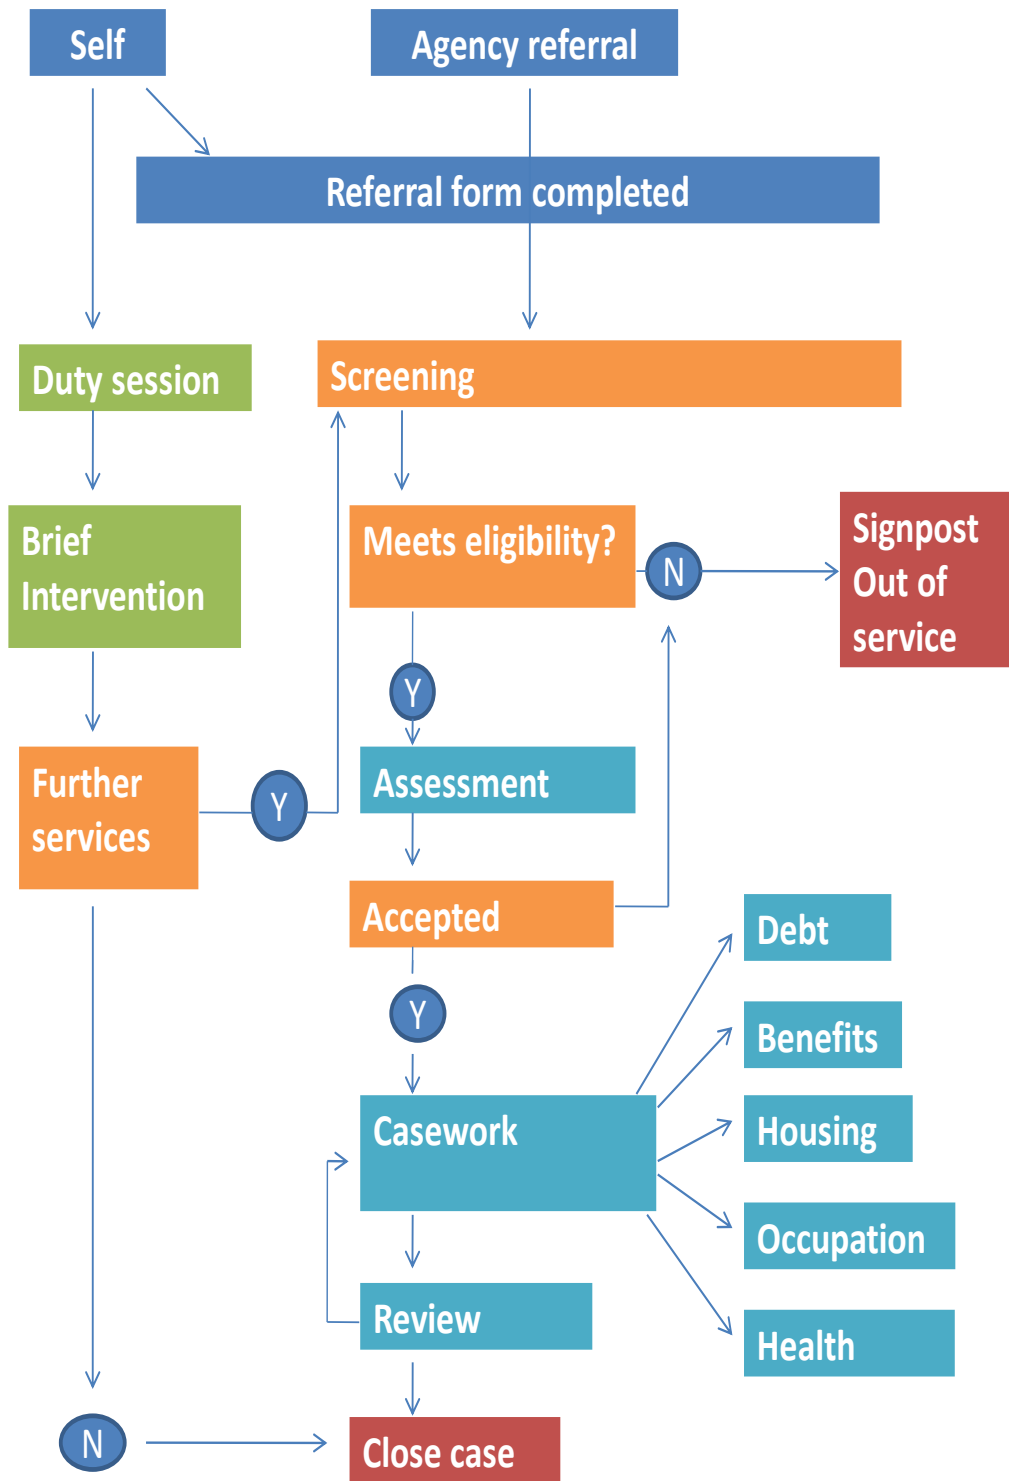 Self
Agency referral
Referral form completed
Duty session
Screening
Brief
Intervention
Meets eligibility?
N
Signpost
Out of
service
Y
Further
services
Y
Assessment
Accepted
Y
Debt
Benefits
Casework
Housing
Occupation
Review
Health
N
Close case